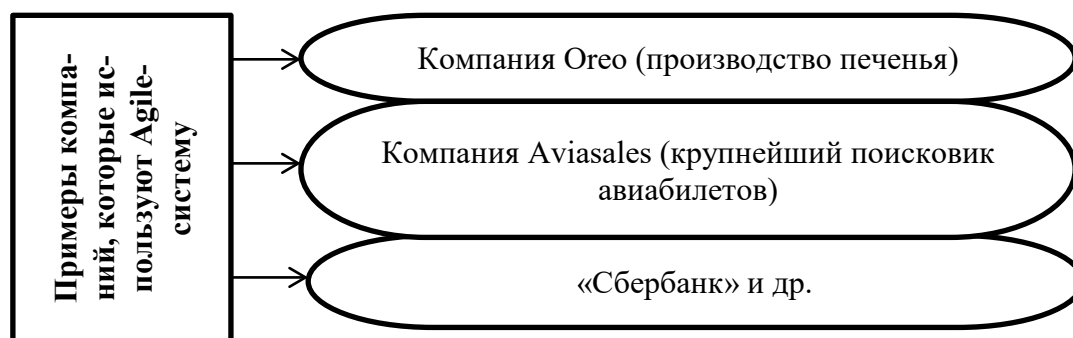 Примеры компа-
ний, которые ис-
пользуют Agile-
систему
Компания Oreo (производство печенья)
Компания Aviasales (крупнейший поисковик
авиабилетов)
«Сбербанк» и др.